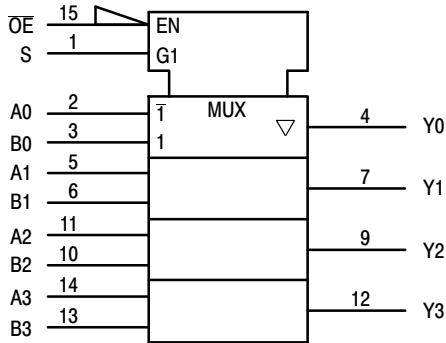 O̅E̅ 15 EN
S 1 G1
MUX
A0 2 1̅ 4 Y0
B0 3 1
A1 5 7 Y1
B1 6
A2 11 9 Y2
B2 10
A3 14 12 Y3
B3 13